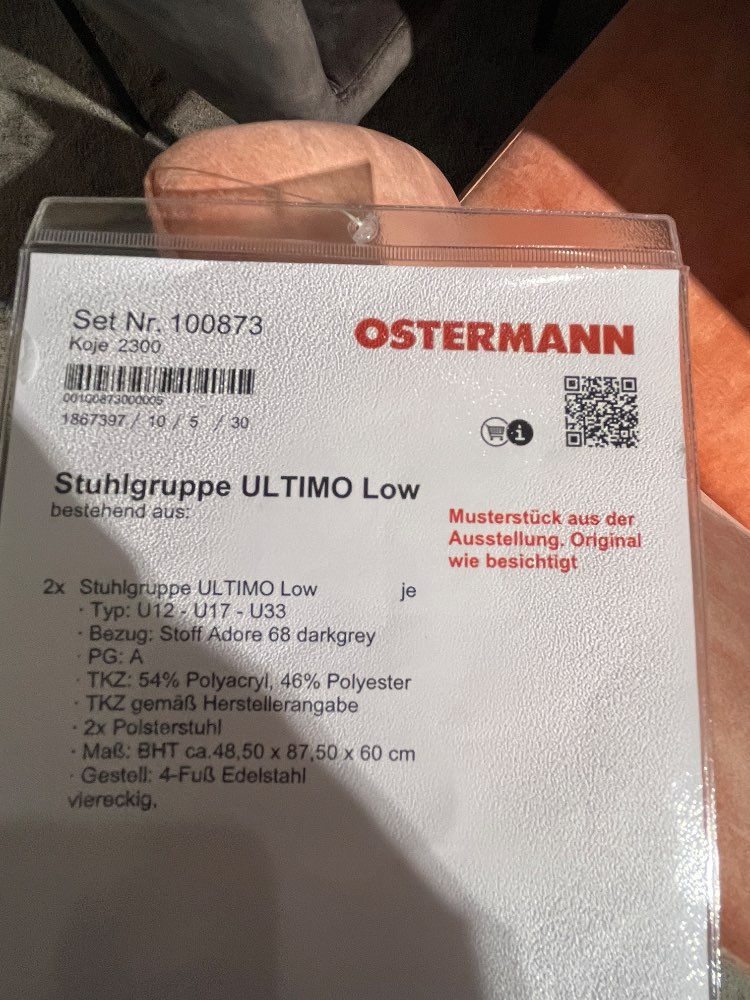 Set Nr. 100873
Koje 2300
OSTERMANN
00100873000005
1867397 / 10 / 5 / 30
Stuhlgruppe ULTIMO Low
bestehend aus:
Musterstück aus der
Ausstellung. Original
wie besichtigt
2x Stuhlgruppe ULTIMO Low je
· Typ: U12 - U17 - U33
· Bezug: Stoff Adore 68 darkgrey
· PG: A
· TKZ: 54% Polyacryl, 46% Polyester
· TKZ gemäß Herstellerangabe
· 2x Polsterstuhl
· Maß: BHT ca.48,50 x 87,50 x 60 cm
· Gestell: 4-Fuß Edelstahl
viereckig,